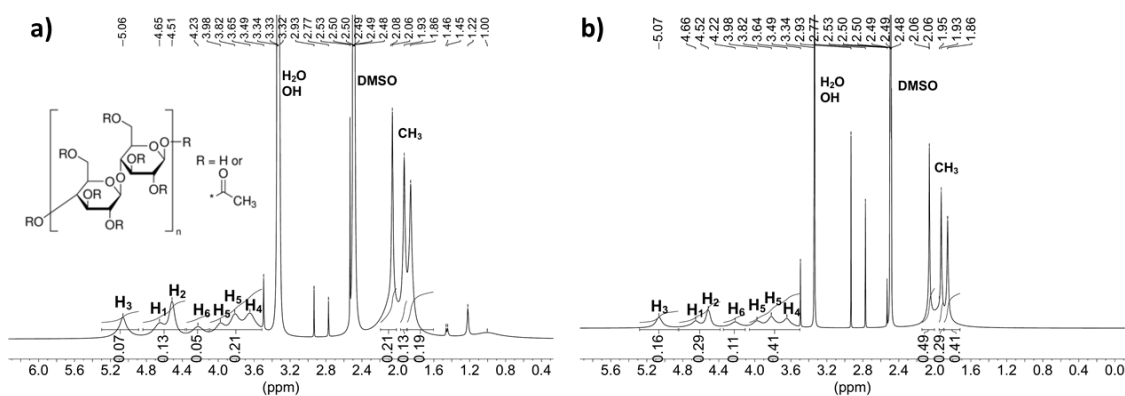 a)
5.06
4.65
4.51
4.23
3.98
3.82
3.65
3.49
3.34
3.33
3.32
2.93
2.77
2.53
2.50
2.50
2.49
2.49
2.48
2.08
2.06
1.93
1.86
1.46
1.45
1.22
1.00
H2O
OH
DMSO
CH3
RO
R
RO
RO
OR
O
O
R
RO
O
OR
OR
OR
RO
OR
n
R = H or
O
*
CH3
H3
H1
H2
H6
H5
H5
H4
0.07
0.13
0.05
0.21
0.21
0.13
0.19
6.0 5.2 4.8 4.4 4.0 3.6 3.2 2.8 2.4 2.0 1.6 1.2 0.8 0.4
(ppm)
b)
5.07
4.66
4.52
4.22
3.98
3.82
3.64
3.49
3.34
2.93
2.77
2.53
2.50
2.50
2.49
2.49
2.48
2.06
2.06
1.95
1.93
1.86
H2O
OH
DMSO
CH3
H3
H1
H2
H6
H5
H5
H4
0.16
0.29
0.11
0.41
0.49
0.29
0.41
5.6 5.2 4.8 4.4 3.6 3.2 2.8 2.4 2.0 1.6 1.2 0.8 0.4 0.0
(ppm)